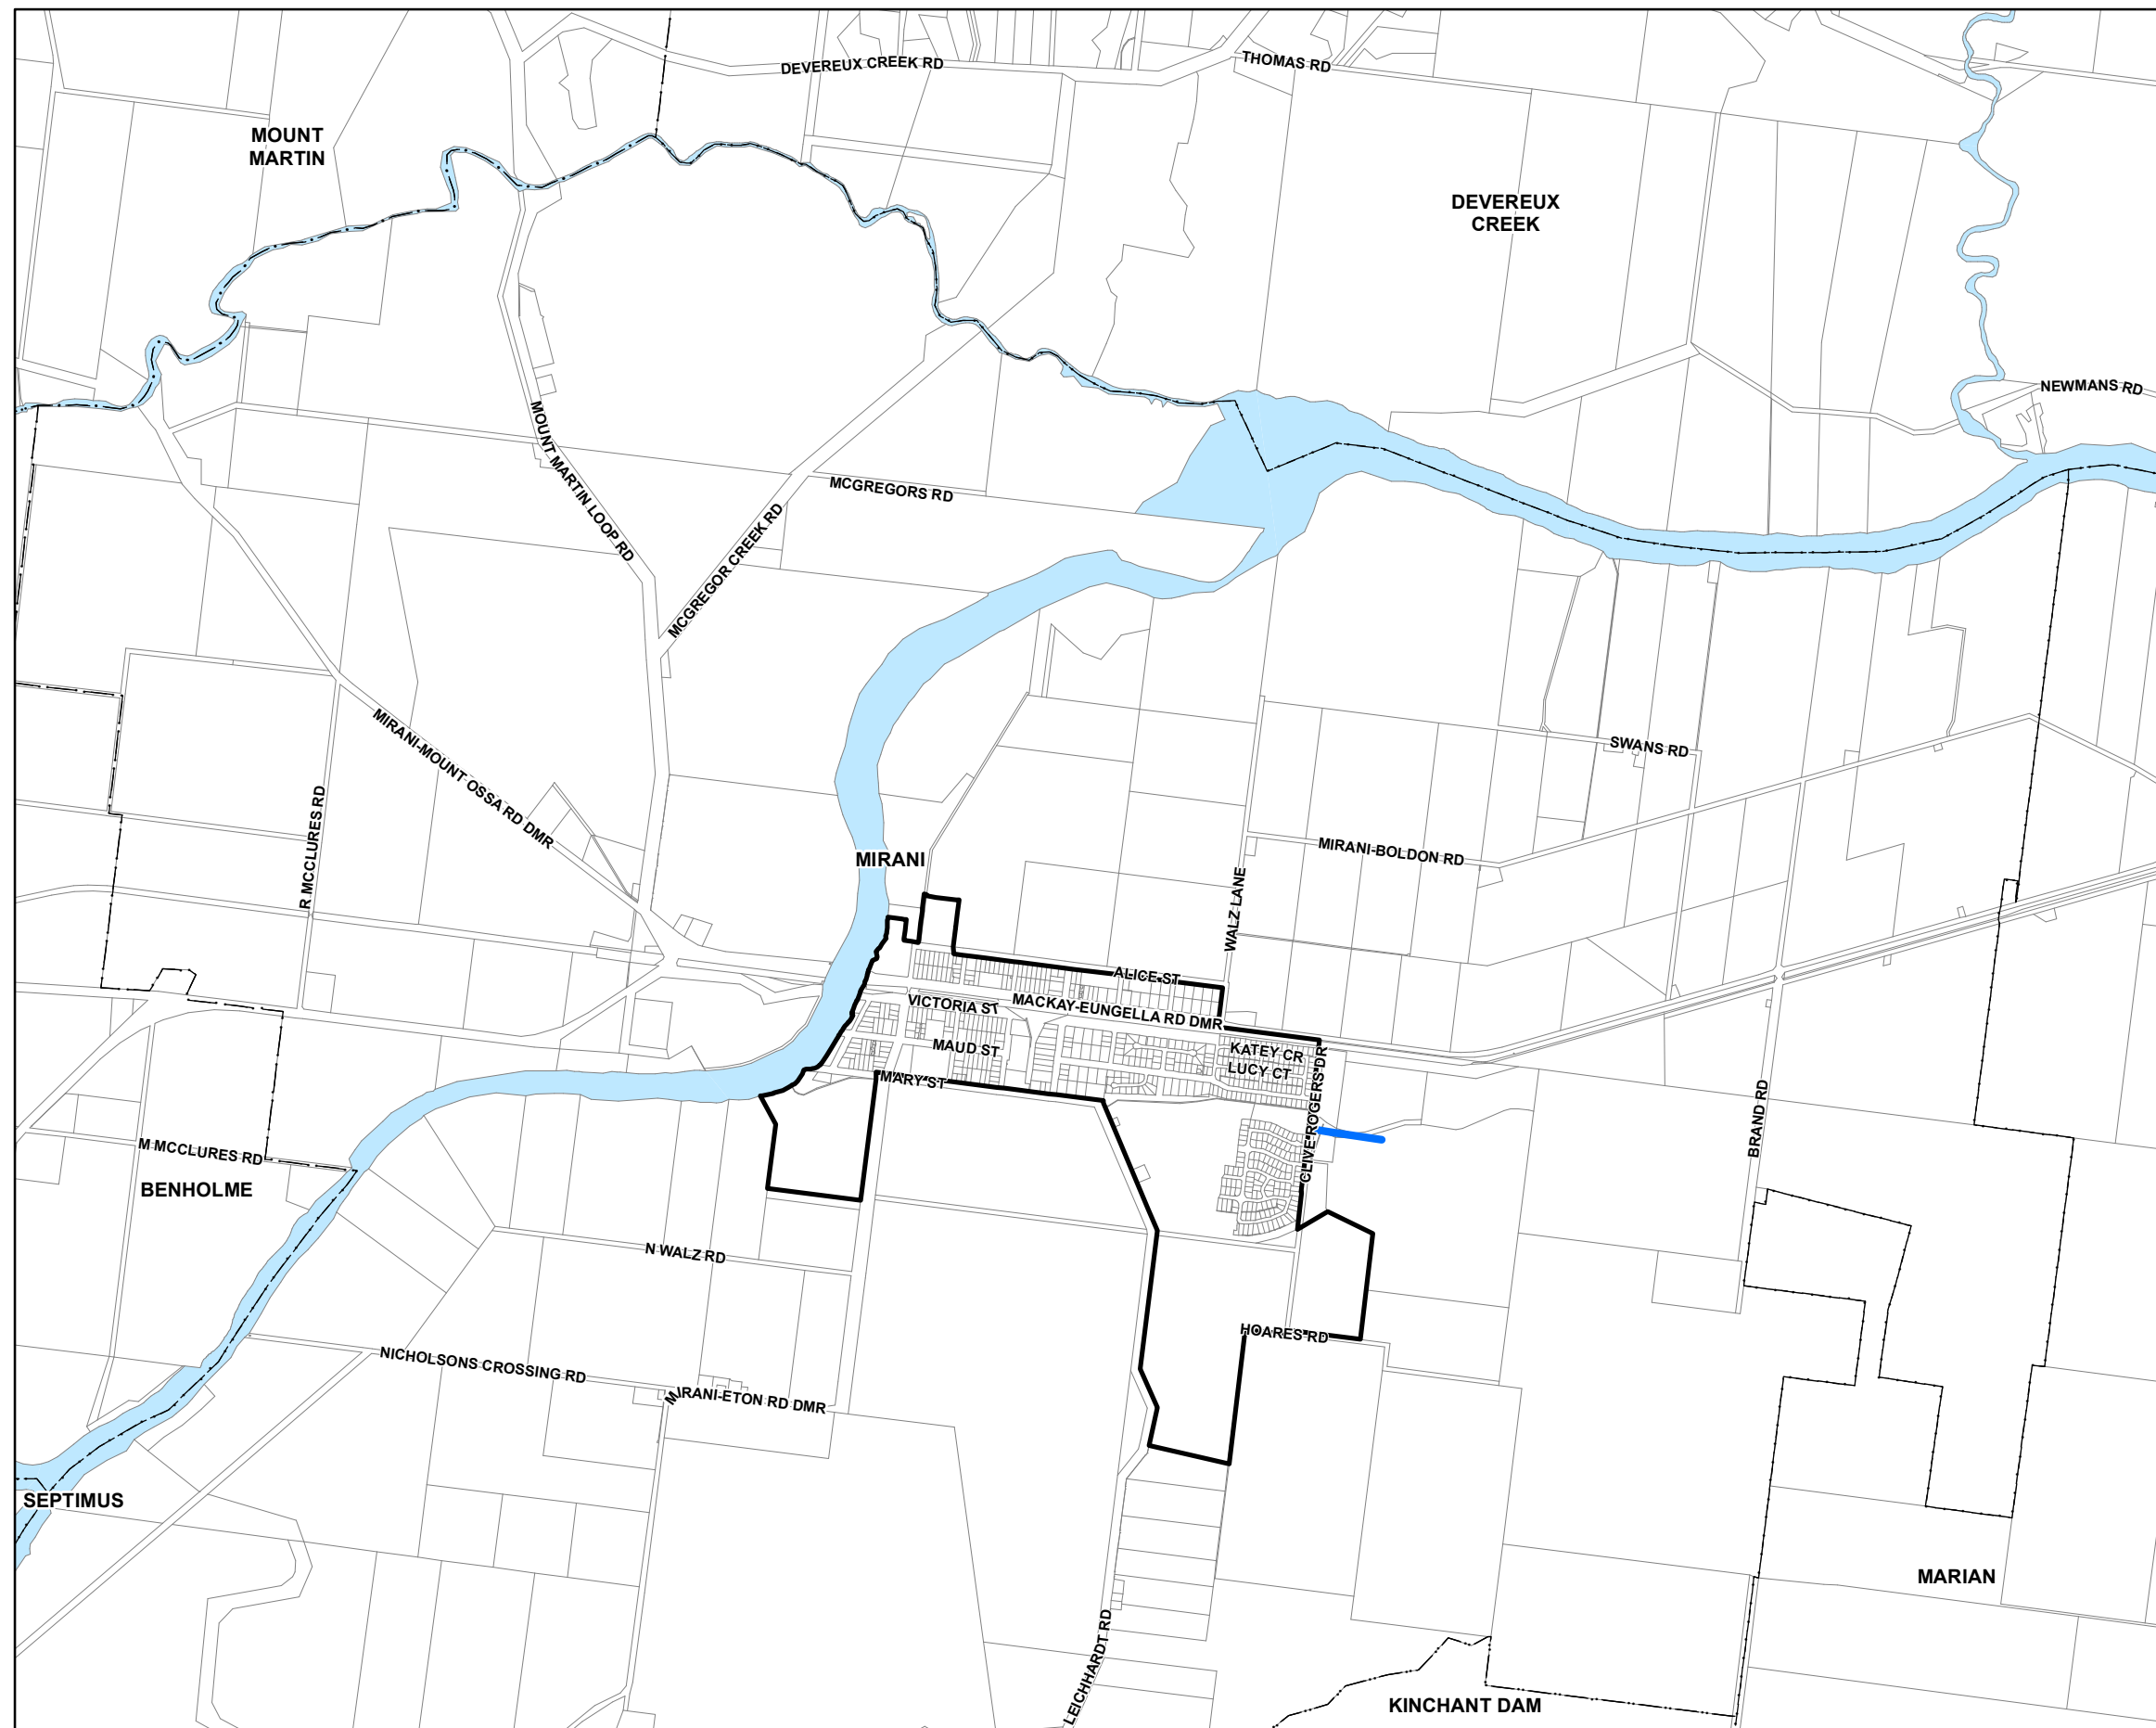 DEVEREUX CREEK RD
THOMAS RD
MOUNT
MARTIN
DEVEREUX
CREEK
NEWMANS RD
MOUNT MARTIN LOOP RD
MCGREGORS RD
MCGREGOR CREEK RD
MIRANI-MOUNT OSSA RD DMR
SWANS RD
R MCCLURES RD
MIRANI-BOLDON RD
MIRANI
WALZ LANE
ALICE ST
VICTORIA ST
MACKAY-EUNGELLA RD DMR
MAUD ST
KATEY CR
LUCY CT
MARY ST
CLIVE ROGERS DR
BRAND RD
M MCCLURES RD
BENHOLME
N WALZ RD
HOARES RD
NICHOLSONS CROSSING RD
MIRANI-ETON RD DMR
SEPTIMUS
MARIAN
LEICHHARDT RD
KINCHANT DAM